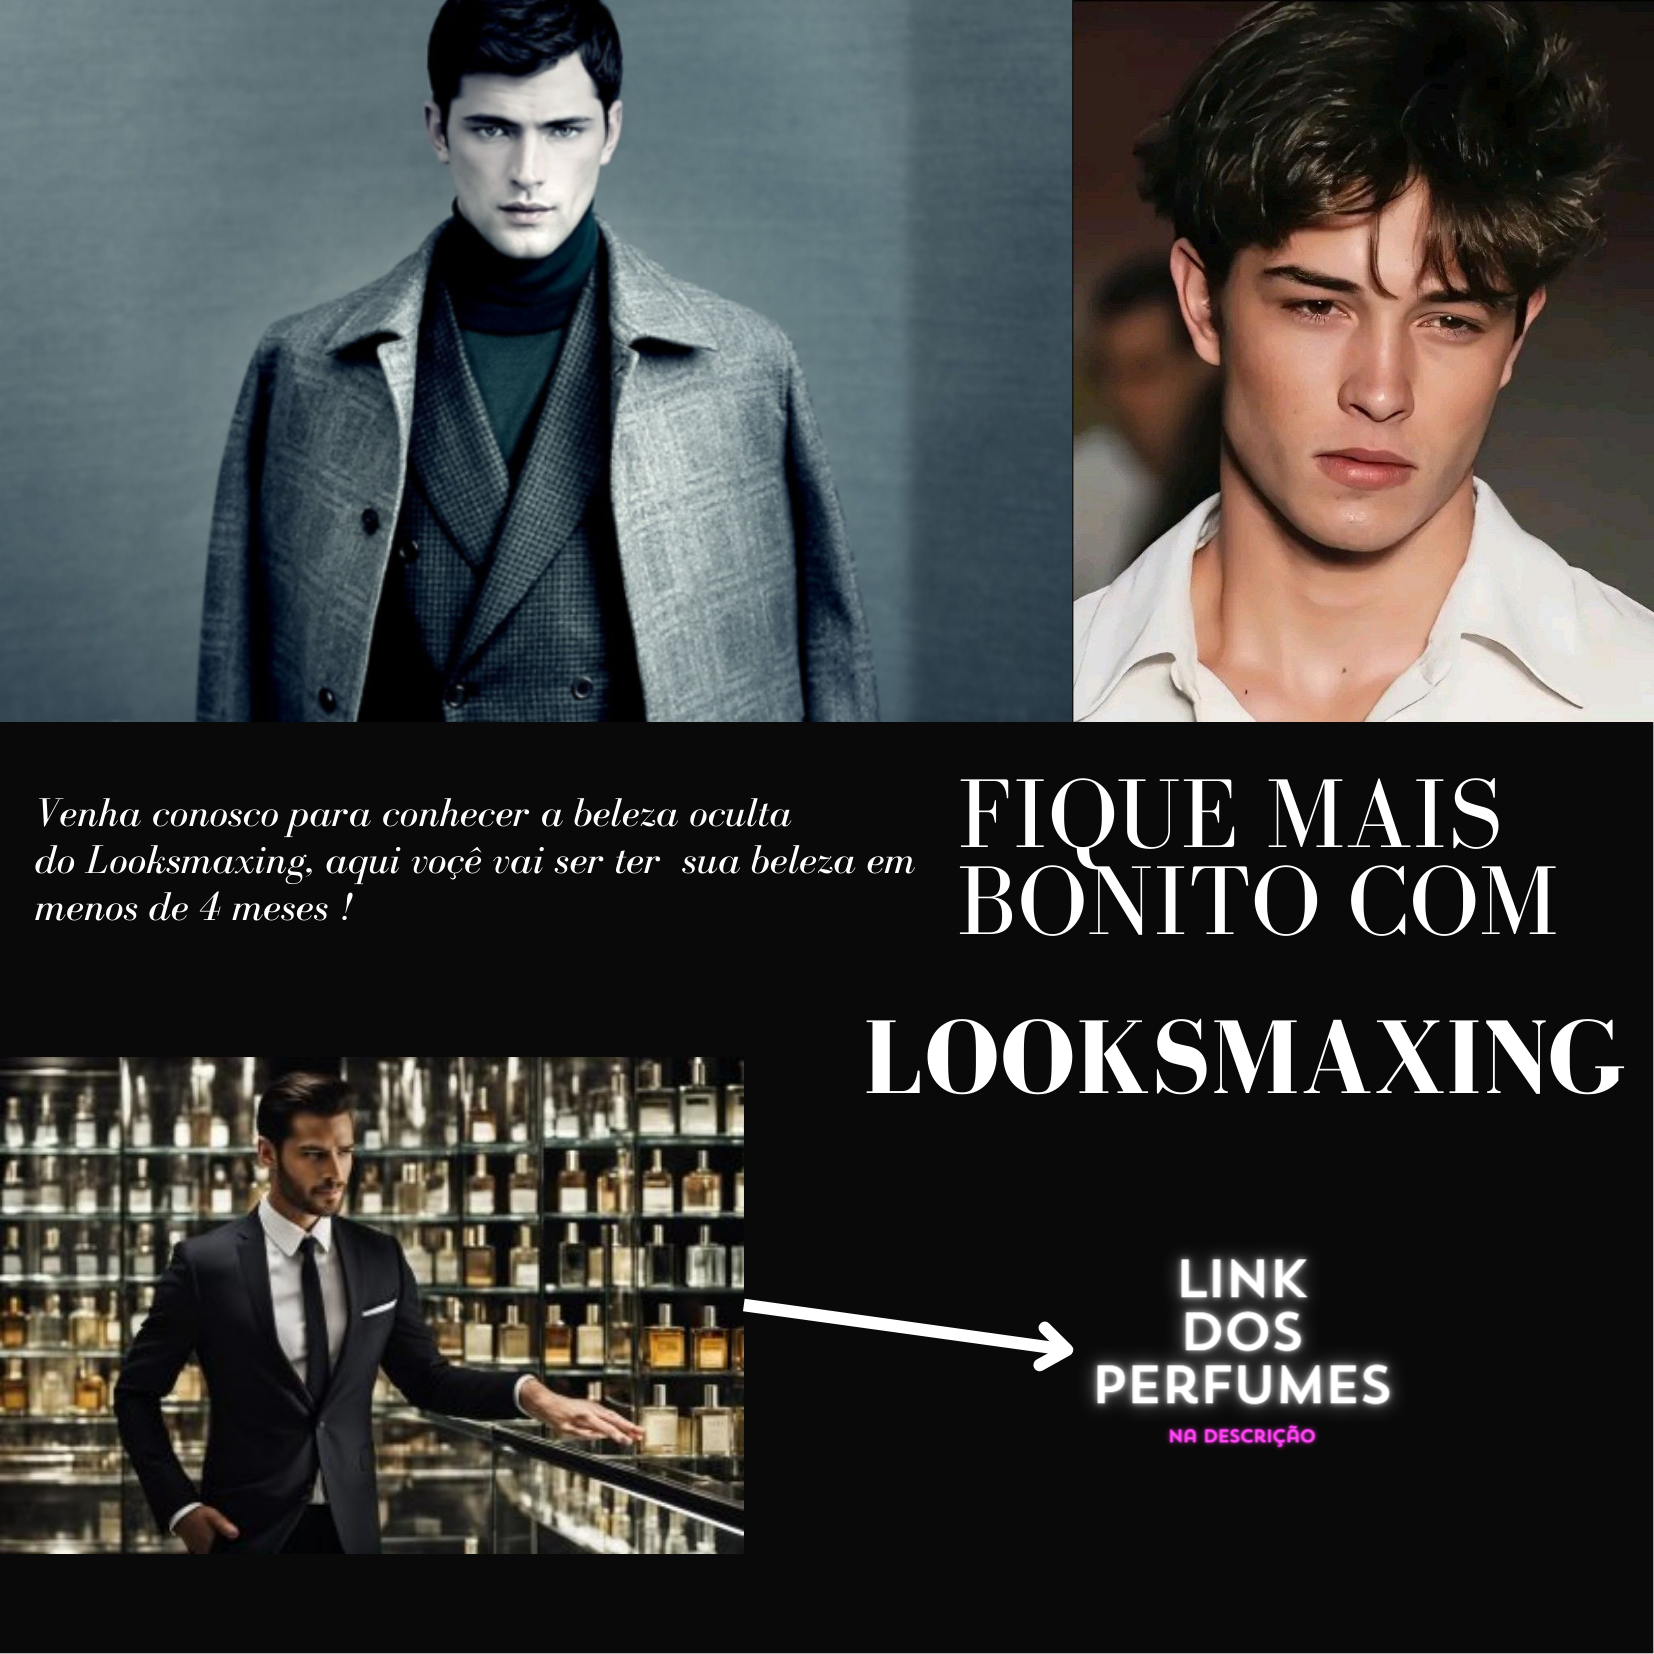 Venha conosco para conhecer a beleza oculta
do Looksmaxing, aqui voçê vai ser ter  sua beleza em
menos de 4 meses !
FIQUE MAIS
BONITO COM
LOOKSMAXING
LINK
DOS
PERFUMES
NA DESCRIÇÃO